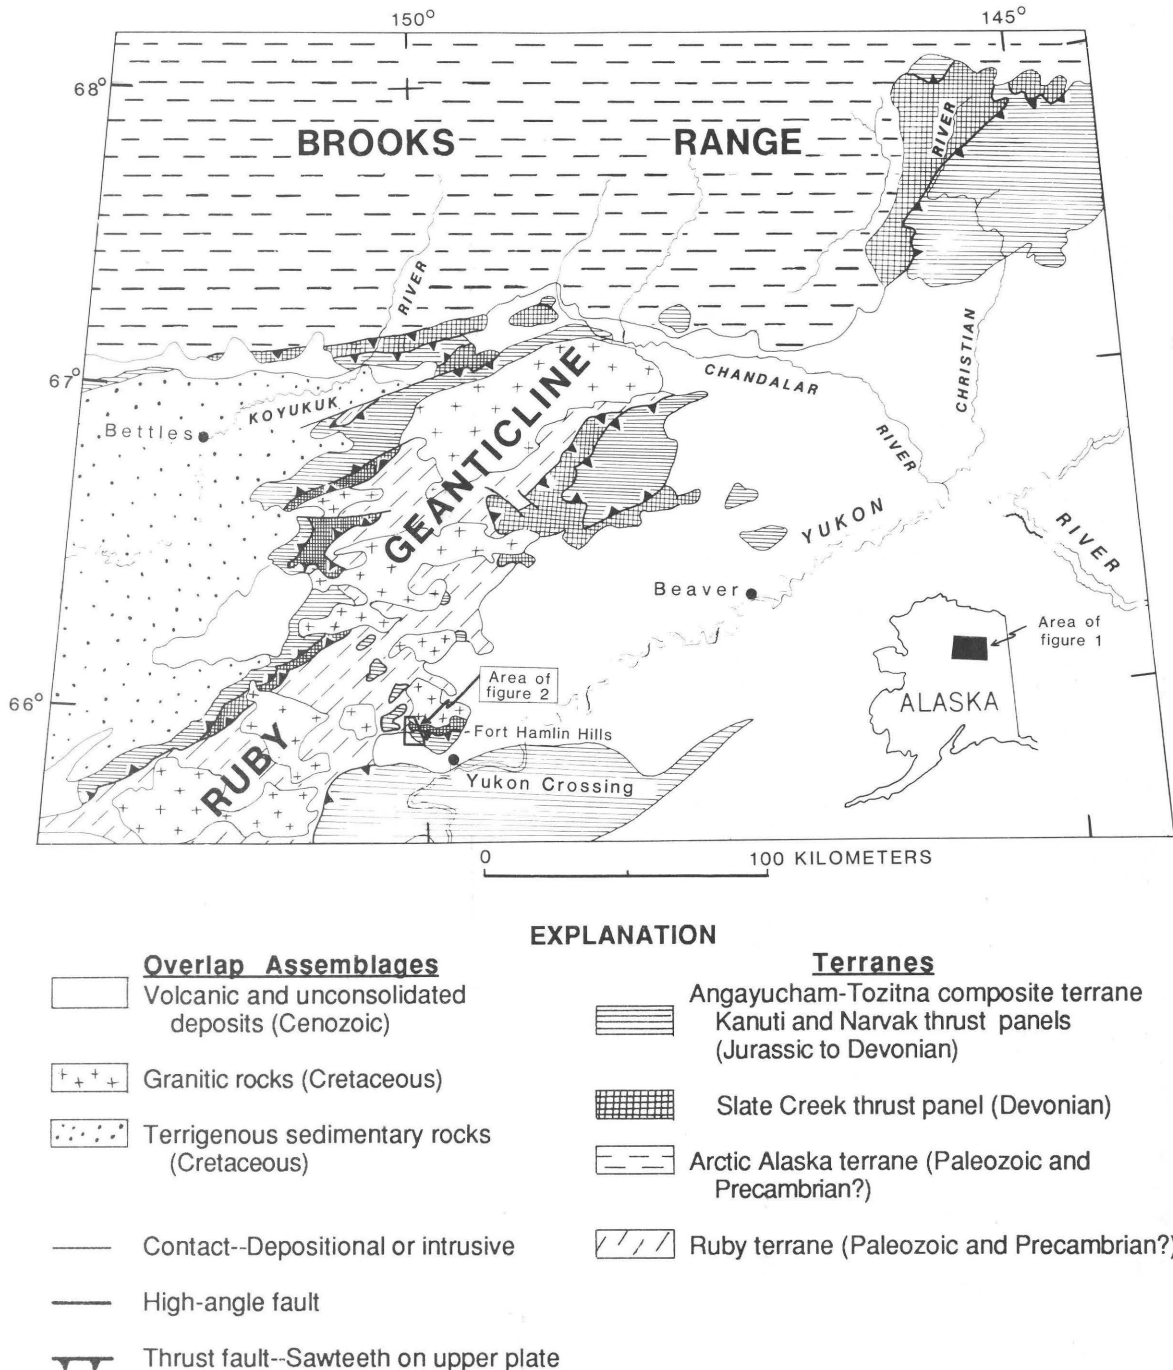 150°
145°
68°
BROOKS RANGE
RIVER
RIVER
67°
KOYUKUK
Bettles
CHANDALAR
RIVER
CHRISTIAN
GEANTICLINE
YUKON
RIVER
Beaver
Area of
figure 1
ALASKA
66°
Area of
figure 2
Fort Hamlin Hills
RUBY
Yukon Crossing
0
100 KILOMETERS
EXPLANATION
Overlap Assemblages
Volcanic and unconsolidated
deposits (Cenozoic)
Granitic rocks (Cretaceous)
Terrigenous sedimentary rocks
(Cretaceous)
Contact--Depositional or intrusive
High-angle fault
Thrust fault--Sawteeth on upper plate
Terranes
Angayucham-Tozitna composite terrane
Kanuti and Narvak thrust panels
(Jurassic to Devonian)
Slate Creek thrust panel (Devonian)
Arctic Alaska terrane (Paleozoic and
Precambrian?)
Ruby terrane (Paleozoic and Precambrian?)